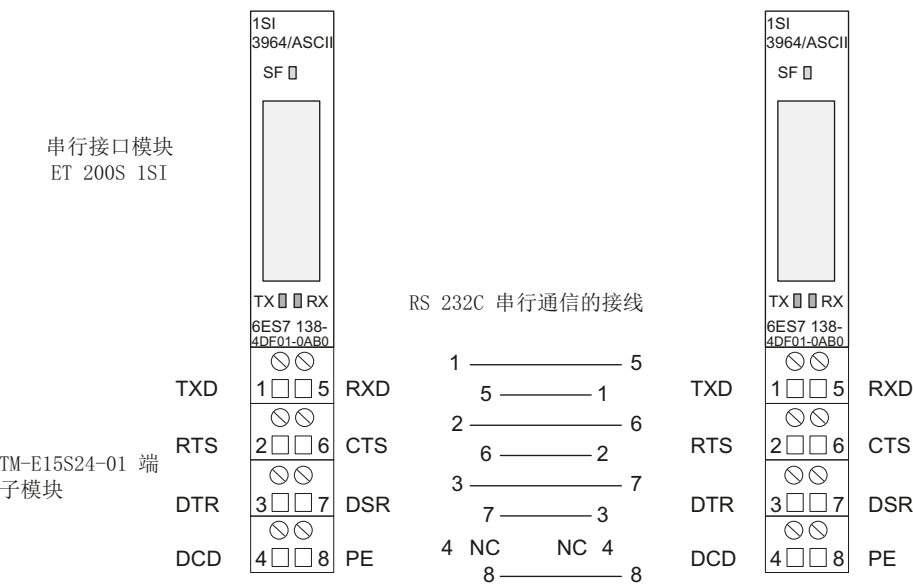 1SI
3964/ASCII
SF
串行接口模块
ET 200S 1SI
TX RX
6ES7 138-
4DF01-0AB0
TXD 1 5 RXD
RTS 2 6 CTS
TM-E15S24-01 端
子模块
DTR 3 7 DSR
DCD 4 8 PE
RS 232C 串行通信的接线
1 5
5 1
2 6
6 2
3 7
7 3
4 NC NC 4
8 8
1SI
3964/ASCII
SF
TX RX
6ES7 138-
4DF01-0AB0
TXD 1 5 RXD
RTS 2 6 CTS
DTR 3 7 DSR
DCD 4 8 PE